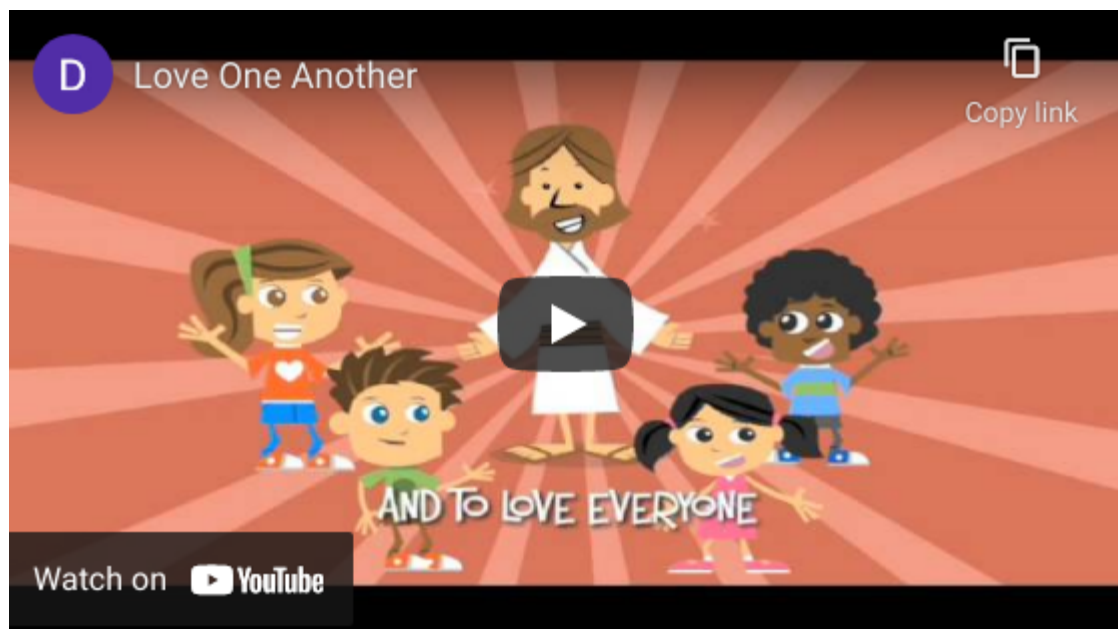 D
Love One Another
Copy link
AND TO LOVE EVERYONE
Watch on YouTube